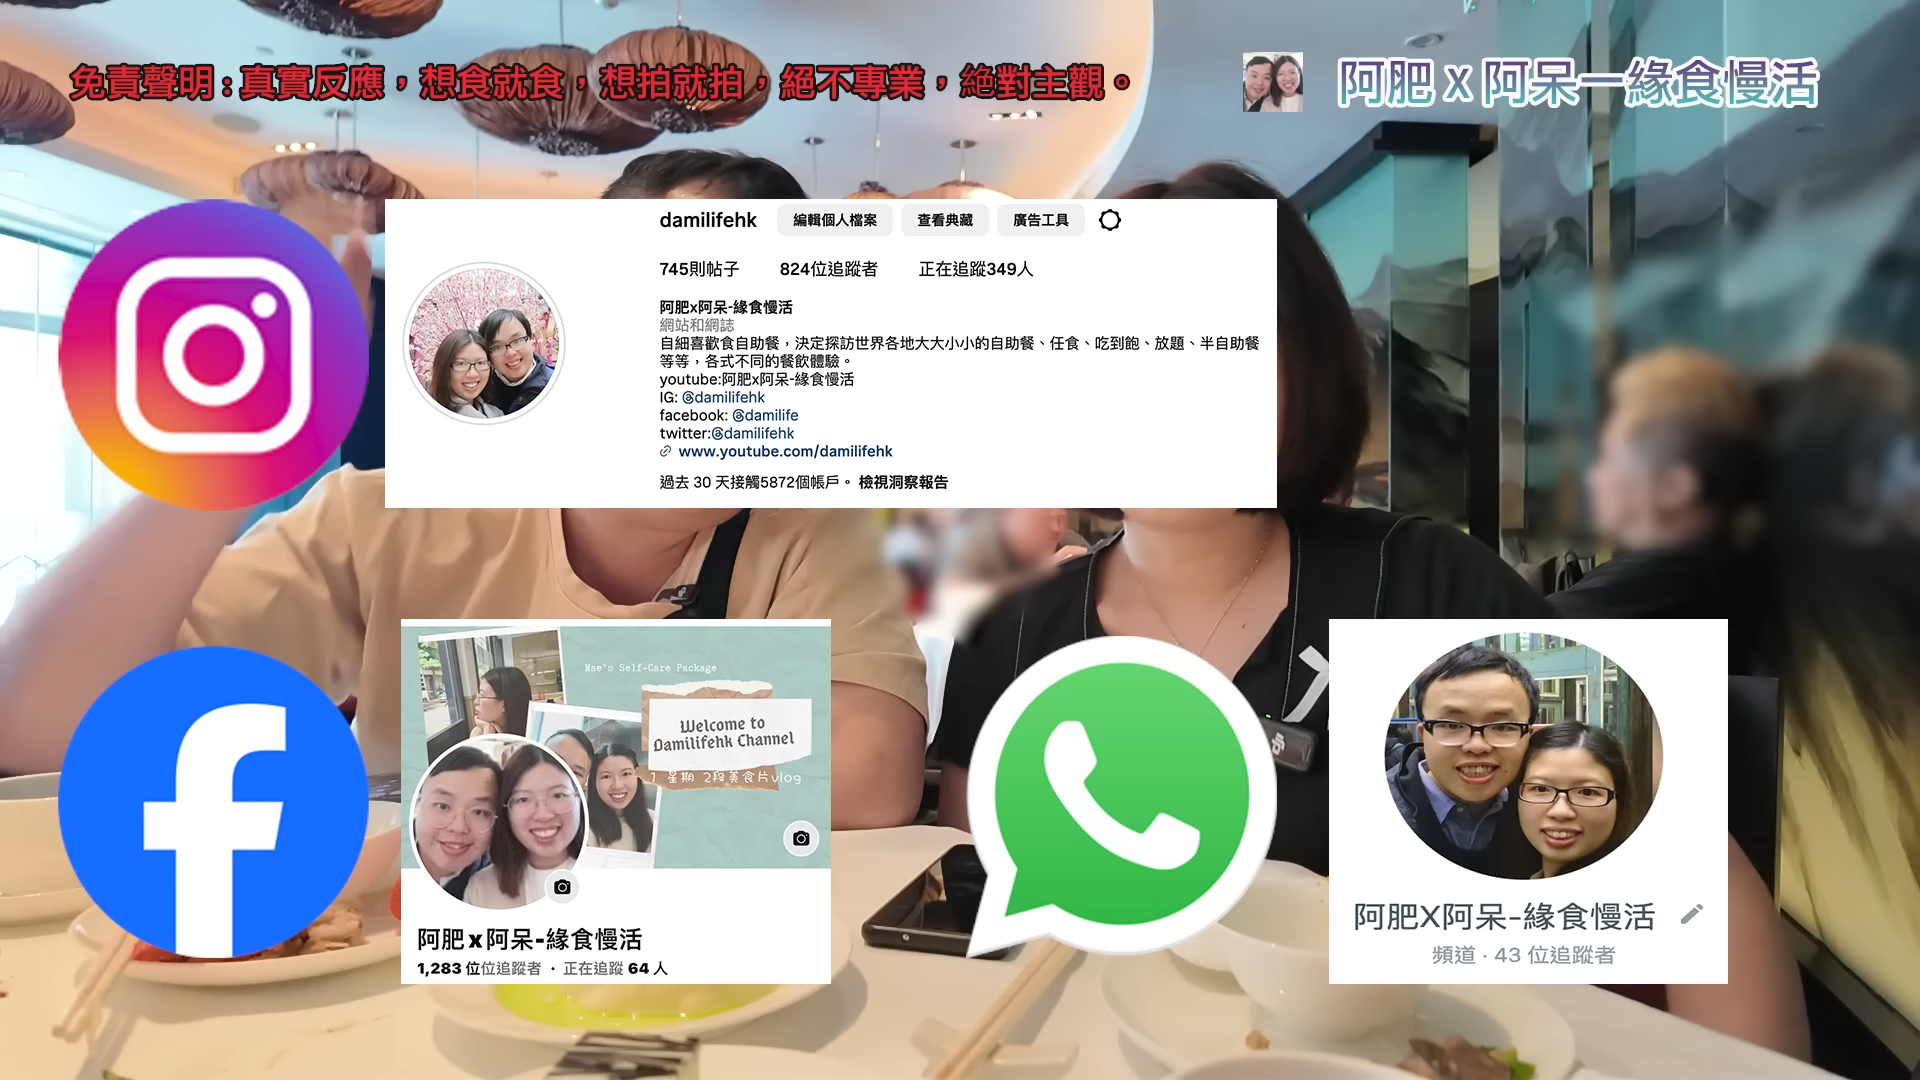 免責聲明 : 真實反應，想食就食，想拍就拍，絕不專業，絕對主觀。
阿肥 x 阿呆一緣食慢活
damilifehk 編輯個人檔案 查看典藏 廣告工具
745則帖子 824位追蹤者 正在追蹤349人
阿肥x阿呆-緣食慢活
網站和網誌
自細喜歡食自助餐，決定探訪世界各地大大小小的自助餐、任食、吃到飽、放題、半自助餐
等等，各式不同的餐飲體驗。
youtube:阿肥x阿呆-緣食慢活
IG: @damilifehk
facebook: @damilife
twitter:@damilifehk
www.youtube.com/damilifehk
過去 30 天接觸5872個帳戶。 檢視洞察報告
Mae's Self-Care Package
Welcome to
Damilifehk Channel
1 星期 2段美食片vlog
阿肥x阿呆-緣食慢活
1,283 位位追蹤者 · 正在追蹤 64 人
阿肥X阿呆-緣食慢活
頻道 · 43 位追蹤者